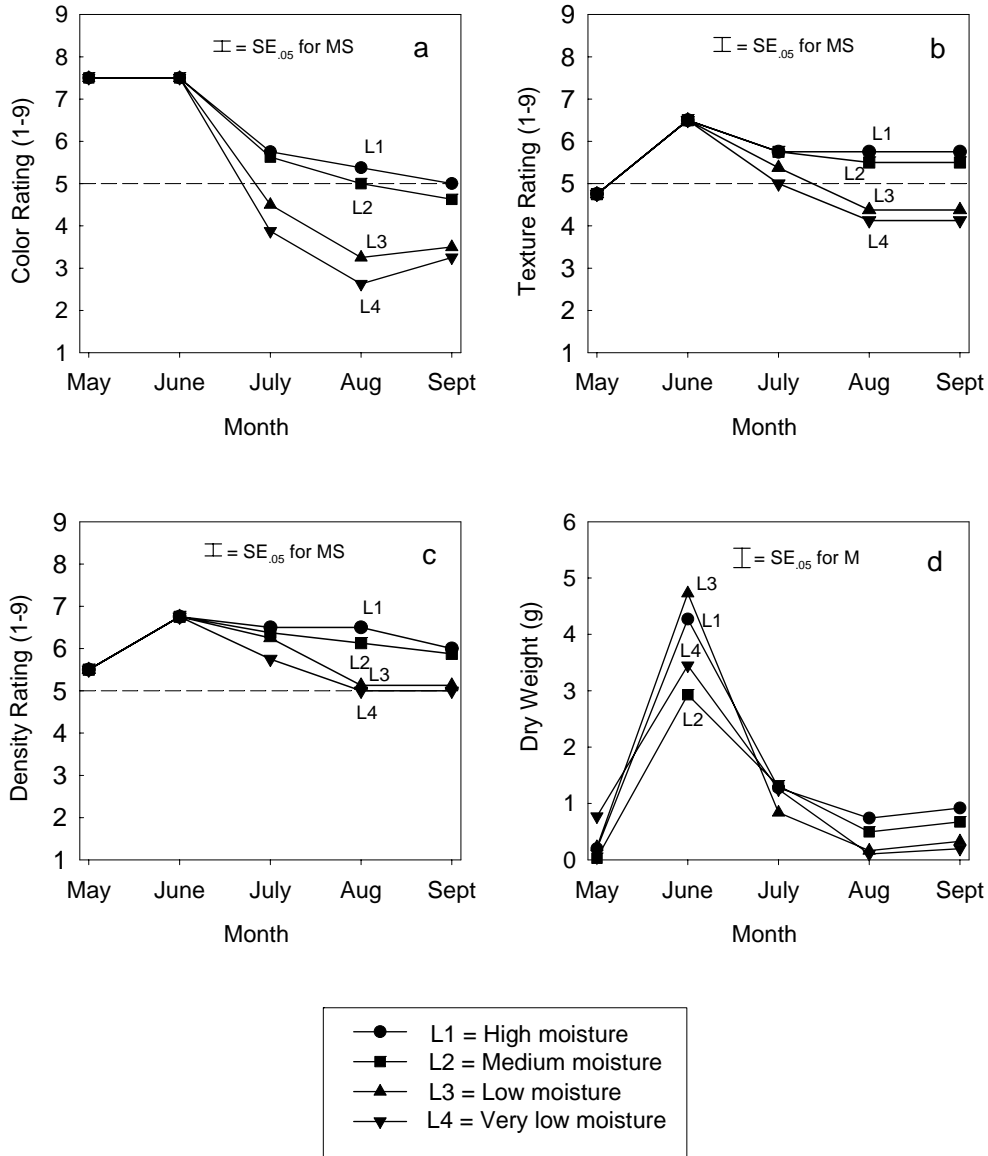 9
8
7
6
5
4
3
2
1
Color Rating (1-9)
= SE.05 for MS
a
L1
L2
L3
L4
May June July Aug Sept
Month
9
8
7
6
5
4
3
2
1
Texture Rating (1-9)
= SE.05 for MS
b
L1
L2
L3
L4
May June July Aug Sept
Month
9
8
7
6
5
4
3
2
1
Density Rating (1-9)
= SE.05 for MS
c
L1
L2
L3
L4
May June July Aug Sept
Month
6
5
4
3
2
1
0
Dry Weight (g)
= SE.05 for M
d
L3
L1
L4
L2
May June July Aug Sept
Month
L1 = High moisture
L2 = Medium moisture
L3 = Low moisture
L4 = Very low moisture